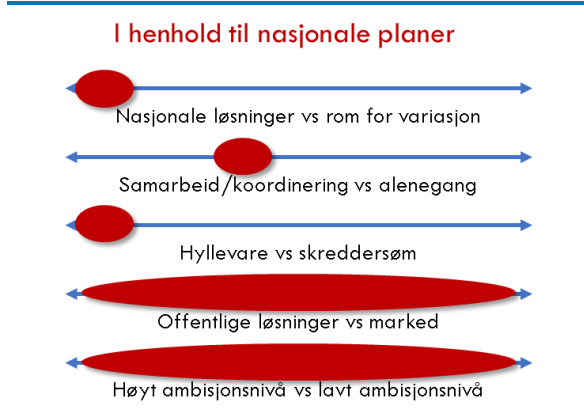 I henhold til nasjonale planer
Nasjonale løsninger vs rom for variasjon
Samarbeid/koordinering vs alenegang
Hyllevare vs skreddersøm
Offentlige løsninger vs marked
Høyt ambisjonsnivå vs lavt ambisjonsnivå